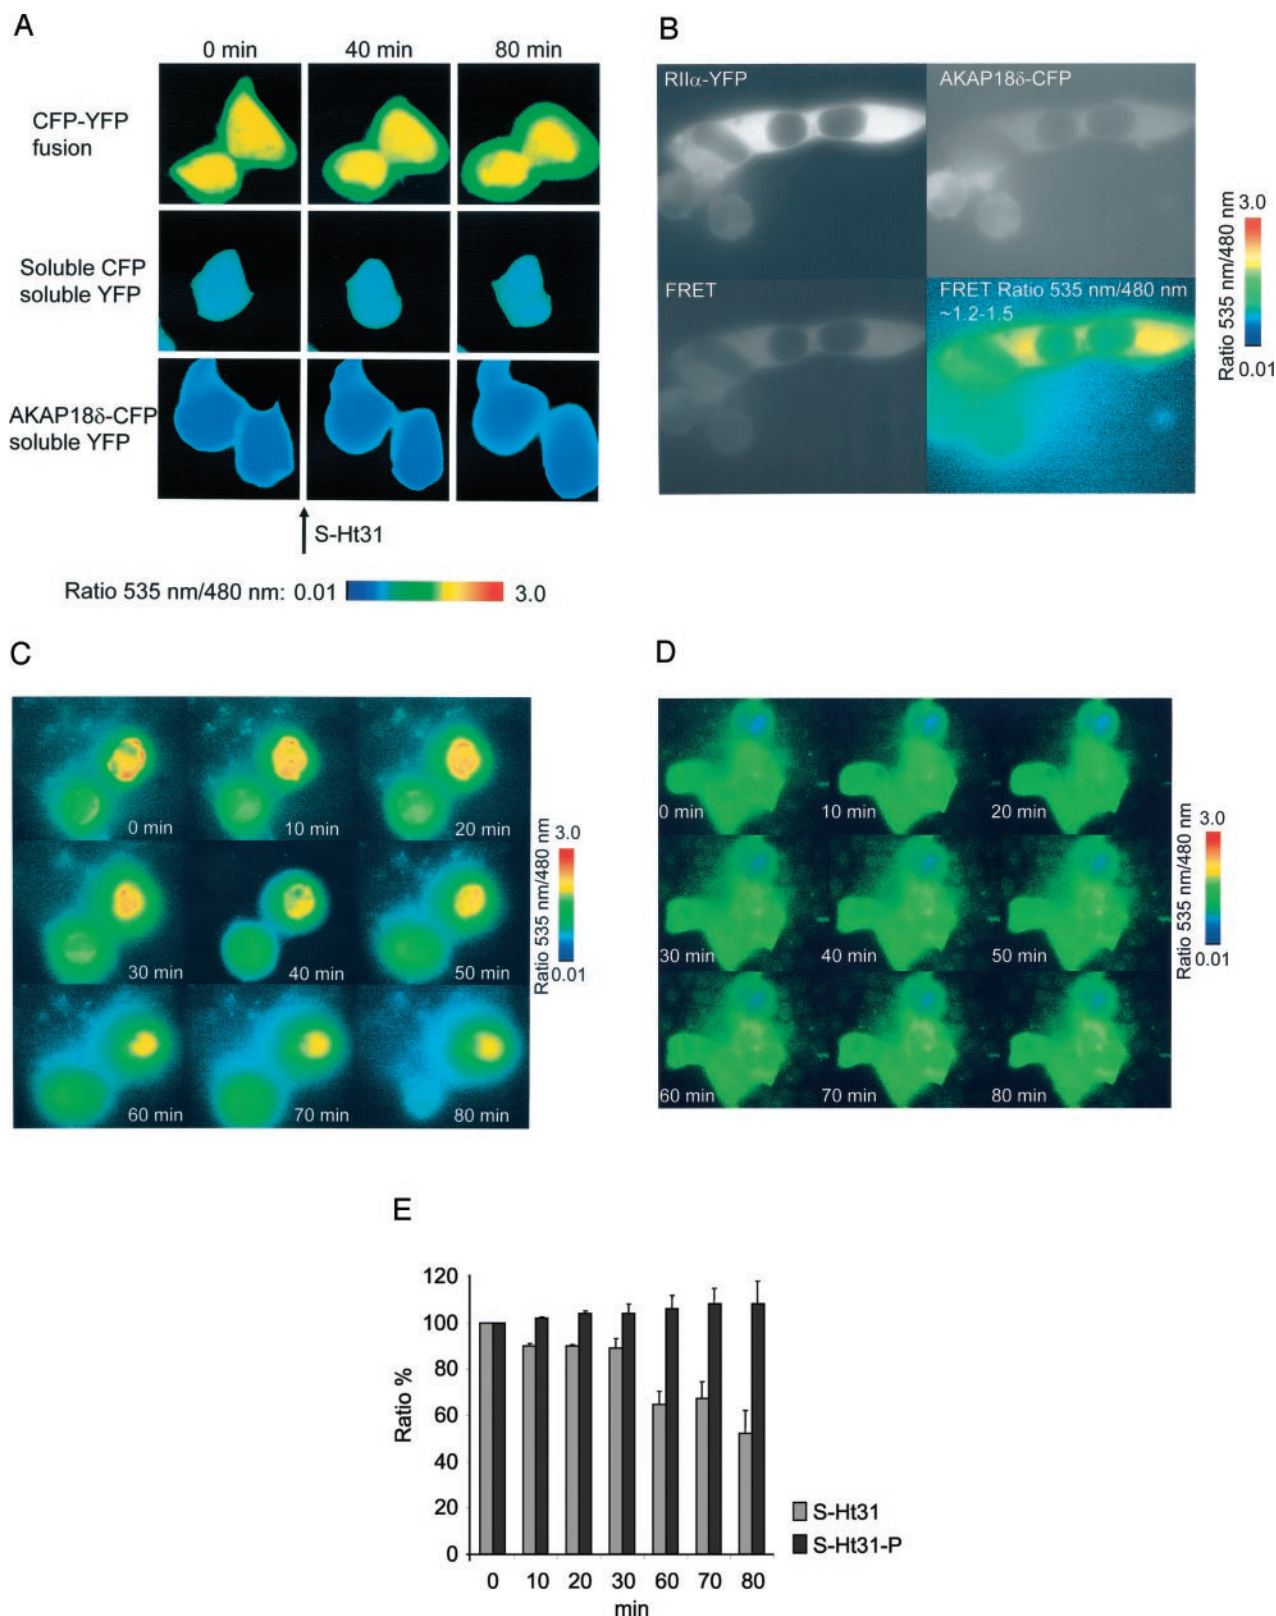 A
0 min 40 min 80 min
CFP-YFP
fusion
Soluble CFP
soluble YFP
AKAP18δ-CFP
soluble YFP
S-Ht31
Ratio 535 nm/480 nm: 0.01 3.0
B
RIIα-YFP AKAP18δ-CFP
FRET FRET Ratio 535 nm/480 nm
~1.2-1.5
Ratio 535 nm/480 nm
3.0
0.01
C
0 min 10 min 20 min
30 min 40 min 50 min
60 min 70 min 80 min
Ratio 535 nm/480 nm
3.0
0.01
D
0 min 10 min 20 min
30 min 40 min 50 min
60 min 70 min 80 min
Ratio 535 nm/480 nm
3.0
0.01
E
Ratio %
120
100
80
60
40
20
0
0 10 20 30 60 70 80
min
S-Ht31
S-Ht31-P